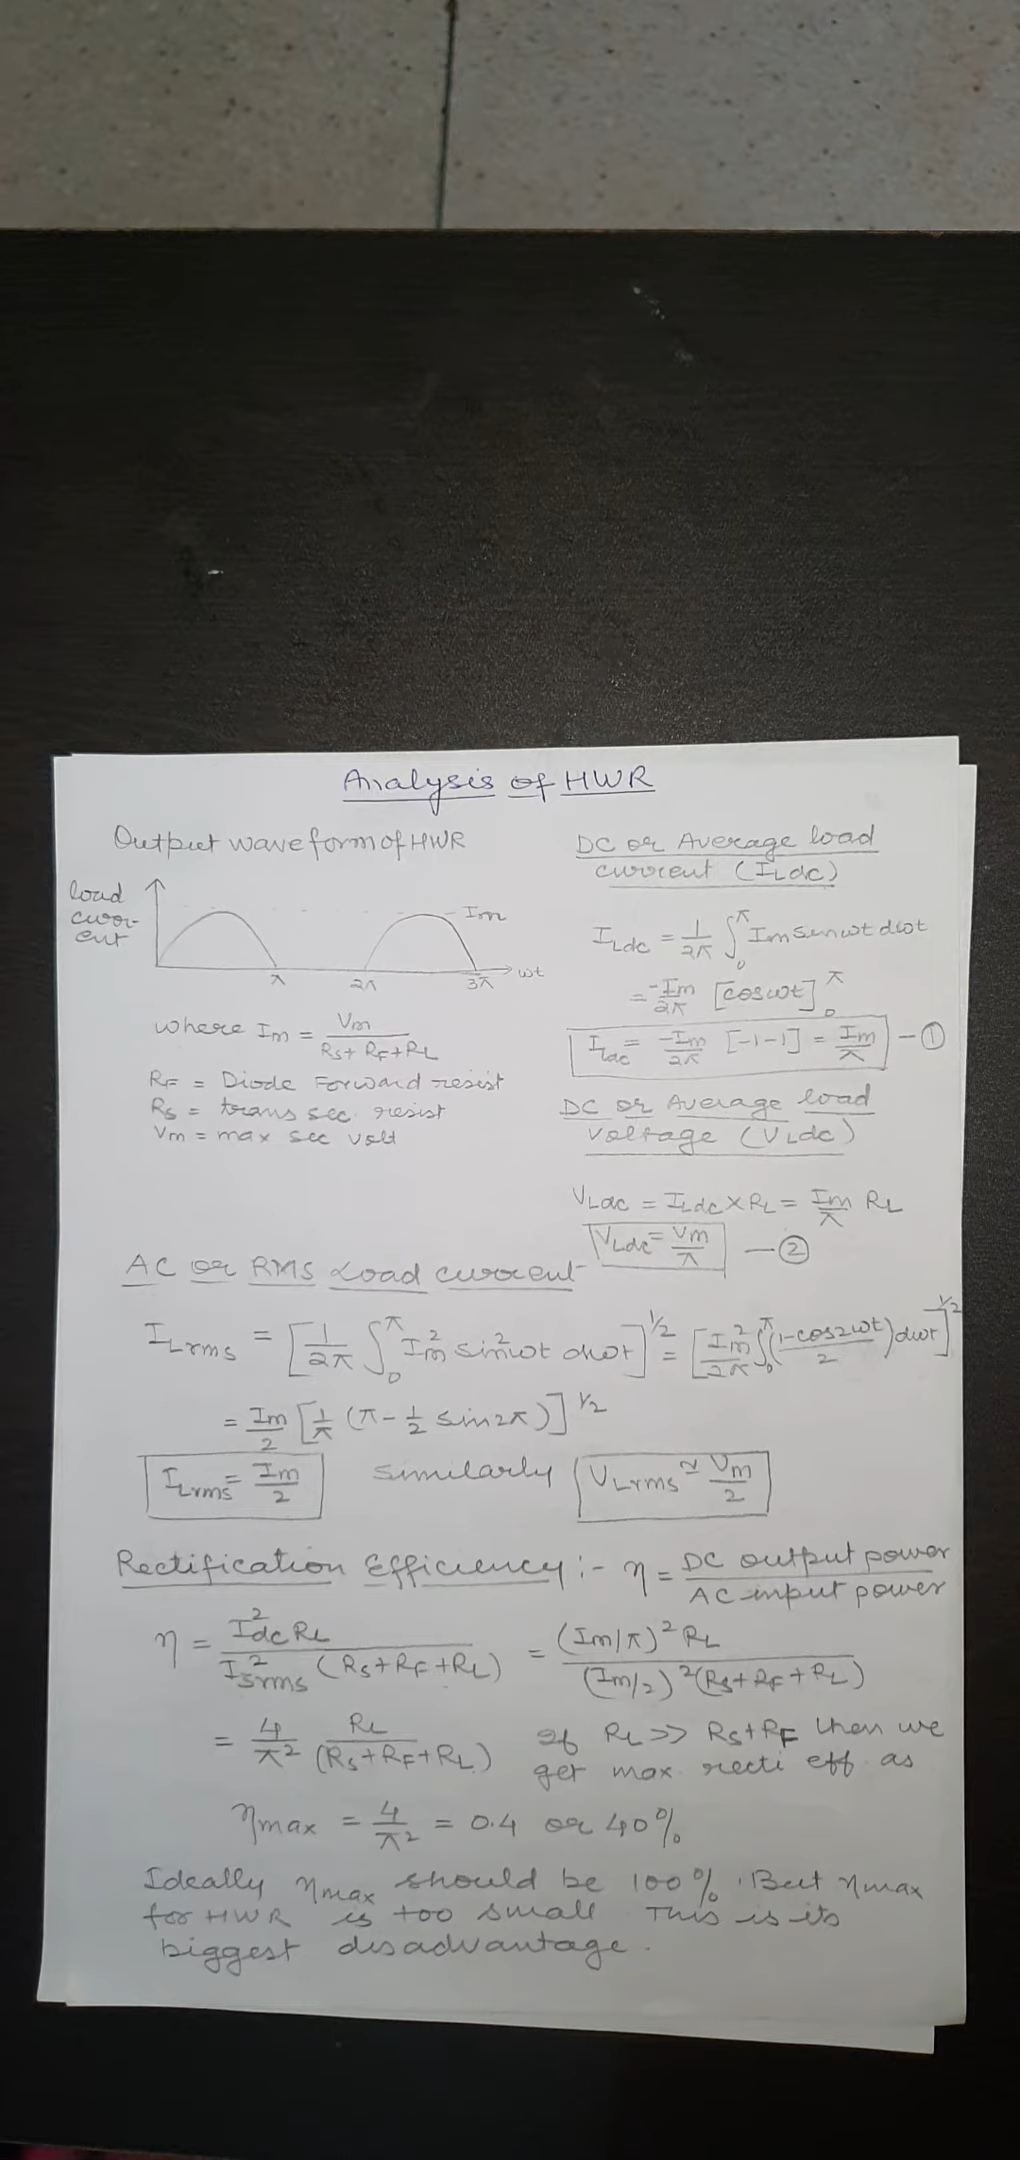 Analysis of HWR
Output waveform of HWR
load
curr-
ent
Im
π
2π
3π
ωt
where Im = Vm / (Rs + RF + RL)
RF = Diode Forward resist
Rs = trans sec. resist
Vm = max sec volt
DC or Average load
current (ILdc)
ILdc = 1/2π ∫₀^π Im sinωt dωt
= -Im/2π [cosωt]₀^π
ILdc = -Im/2π [-1-1] = Im/π — ①
DC or Average load
Voltage (VLdc)
VLdc = ILdc × RL = Im/π RL
VLdc = Vm/π — ②
AC or RMS Load current
ILrms = [1/2π ∫₀^π Im² sin²ωt dωt]^1/2 = [Im²/2π ∫₀^π (1-cos2ωt / 2) dωt]^1/2
= Im/2 [1/π (π - 1/2 sin2π)]^1/2
ILrms = Im/2 Similarly VLrms ≃ Vm/2
Rectification Efficiency :- η = DC output power / AC input power
η = I²dc RL / I²srms (Rs + RF + RL) = (Im/π)² RL / (Im/2)² (Rs + RF + RL)
= 4/π² RL / (Rs + RF + RL) If RL >> Rs + RF then we
get max. recti eff as
ηmax = 4/π² = 0.4 or 40%
Ideally ηmax should be 100%. But ηmax
for HWR is too small. This is its
biggest disadvantage.